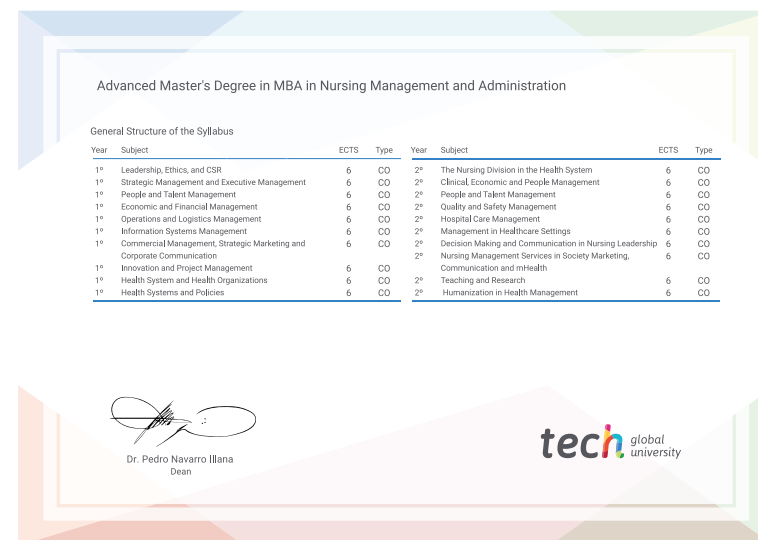 Advanced Master's Degree in MBA in Nursing Management and Administration
General Structure of the Syllabus
Year Subject ECTS Type
1º Leadership, Ethics, and CSR 6 CO
1º Strategic Management and Executive Management 6 CO
1º People and Talent Management 6 CO
1º Economic and Financial Management 6 CO
1º Operations and Logistics Management 6 CO
1º Information Systems Management 6 CO
1º Commercial Management, Strategic Marketing and 6 CO
Corporate Communication
1º Innovation and Project Management 6 CO
1º Health System and Health Organizations 6 CO
1º Health Systems and Policies 6 CO
Year Subject ECTS Type
2º The Nursing Division in the Health System 6 CO
2º Clinical, Economic and People Management 6 CO
2º People and Talent Management 6 CO
2º Quality and Safety Management 6 CO
2º Hospital Care Management 6 CO
2º Management in Healthcare Settings 6 CO
2º Decision Making and Communication in Nursing Leadership 6 CO
2º Nursing Management Services in Society Marketing, 6 CO
Communication and mHealth
2º Teaching and Research 6 CO
2º Humanization in Health Management 6 CO
Dr. Pedro Navarro Illana
Dean
tech global
university